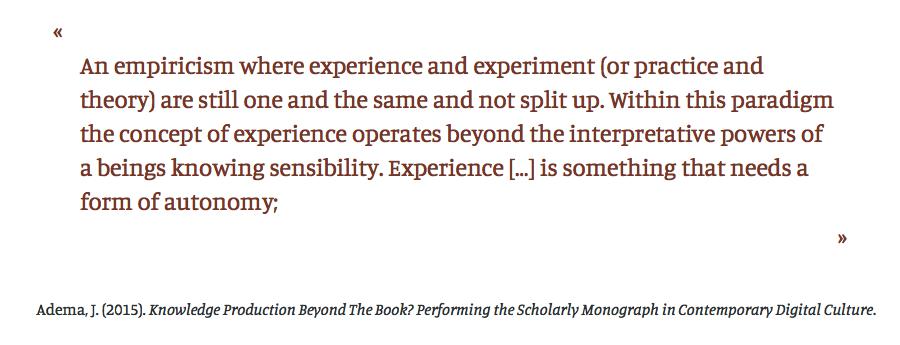 «
An empiricism where experience and experiment (or practice and
theory) are still one and the same and not split up. Within this paradigm
the concept of experience operates beyond the interpretative powers of
a beings knowing sensibility. Experience [...] is something that needs a
form of autonomy;
»
Adema, J. (2015). Knowledge Production Beyond The Book? Performing the Scholarly Monograph in Contemporary Digital Culture.